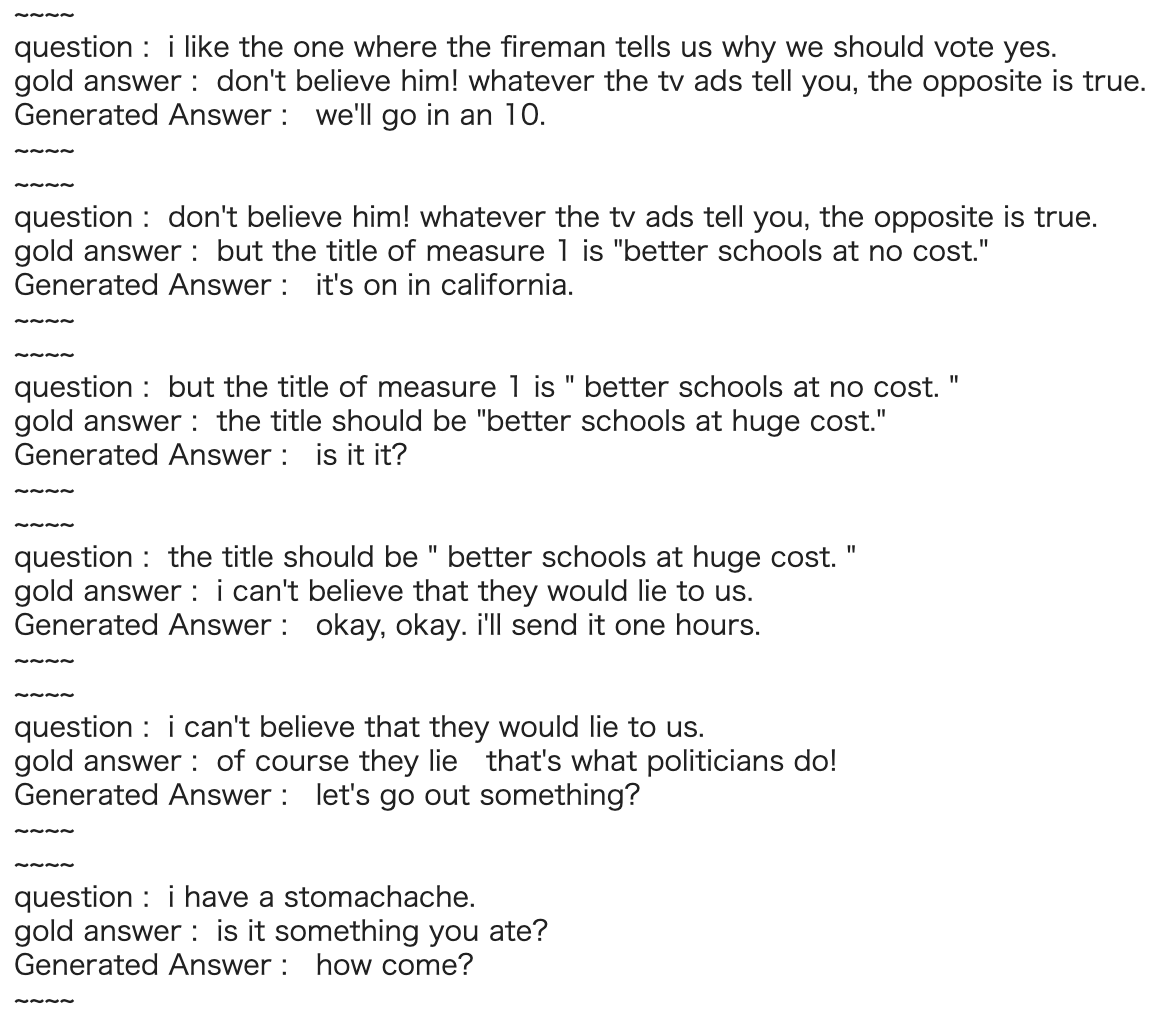 ~~~~
question :  i like the one where the fireman tells us why we should vote yes.
gold answer :  don't believe him! whatever the tv ads tell you, the opposite is true.
Generated Answer :   we'll go in an 10.
~~~~
~~~~
question :  don't believe him! whatever the tv ads tell you, the opposite is true.
gold answer :  but the title of measure 1 is "better schools at no cost."
Generated Answer :   it's on in california.
~~~~
~~~~
question :  but the title of measure 1 is " better schools at no cost. "
gold answer :  the title should be "better schools at huge cost."
Generated Answer :   is it it?
~~~~
~~~~
question :  the title should be " better schools at huge cost. "
gold answer :  i can't believe that they would lie to us.
Generated Answer :   okay, okay. i'll send it one hours.
~~~~
~~~~
question :  i can't believe that they would lie to us.
gold answer :  of course they lie   that's what politicians do!
Generated Answer :   let's go out something?
~~~~
~~~~
question :  i have a stomachache.
gold answer :  is it something you ate?
Generated Answer :   how come?
~~~~